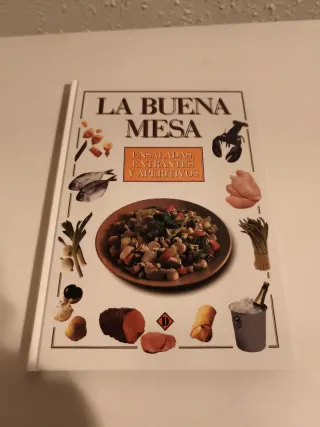 LA BUENA
MESA
ENSALADAS,
ENTRANTES
Y APERITIVOS